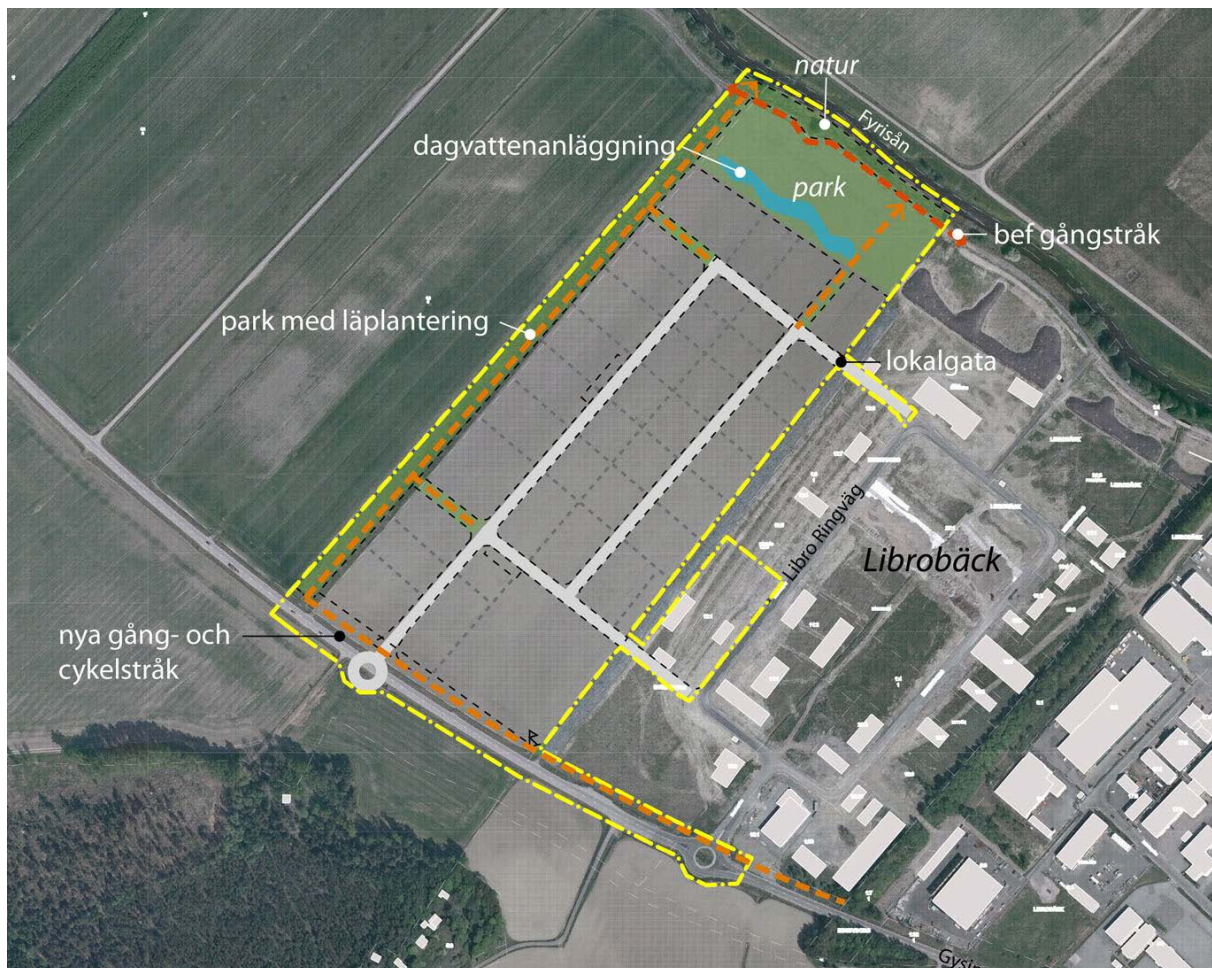 natur
Fyrisån
dagvattenanläggning
park
bef gångstråk
park med läplantering
lokalgata
Libro Ringväg
Librobäck
nya gång- och
cykelstråk